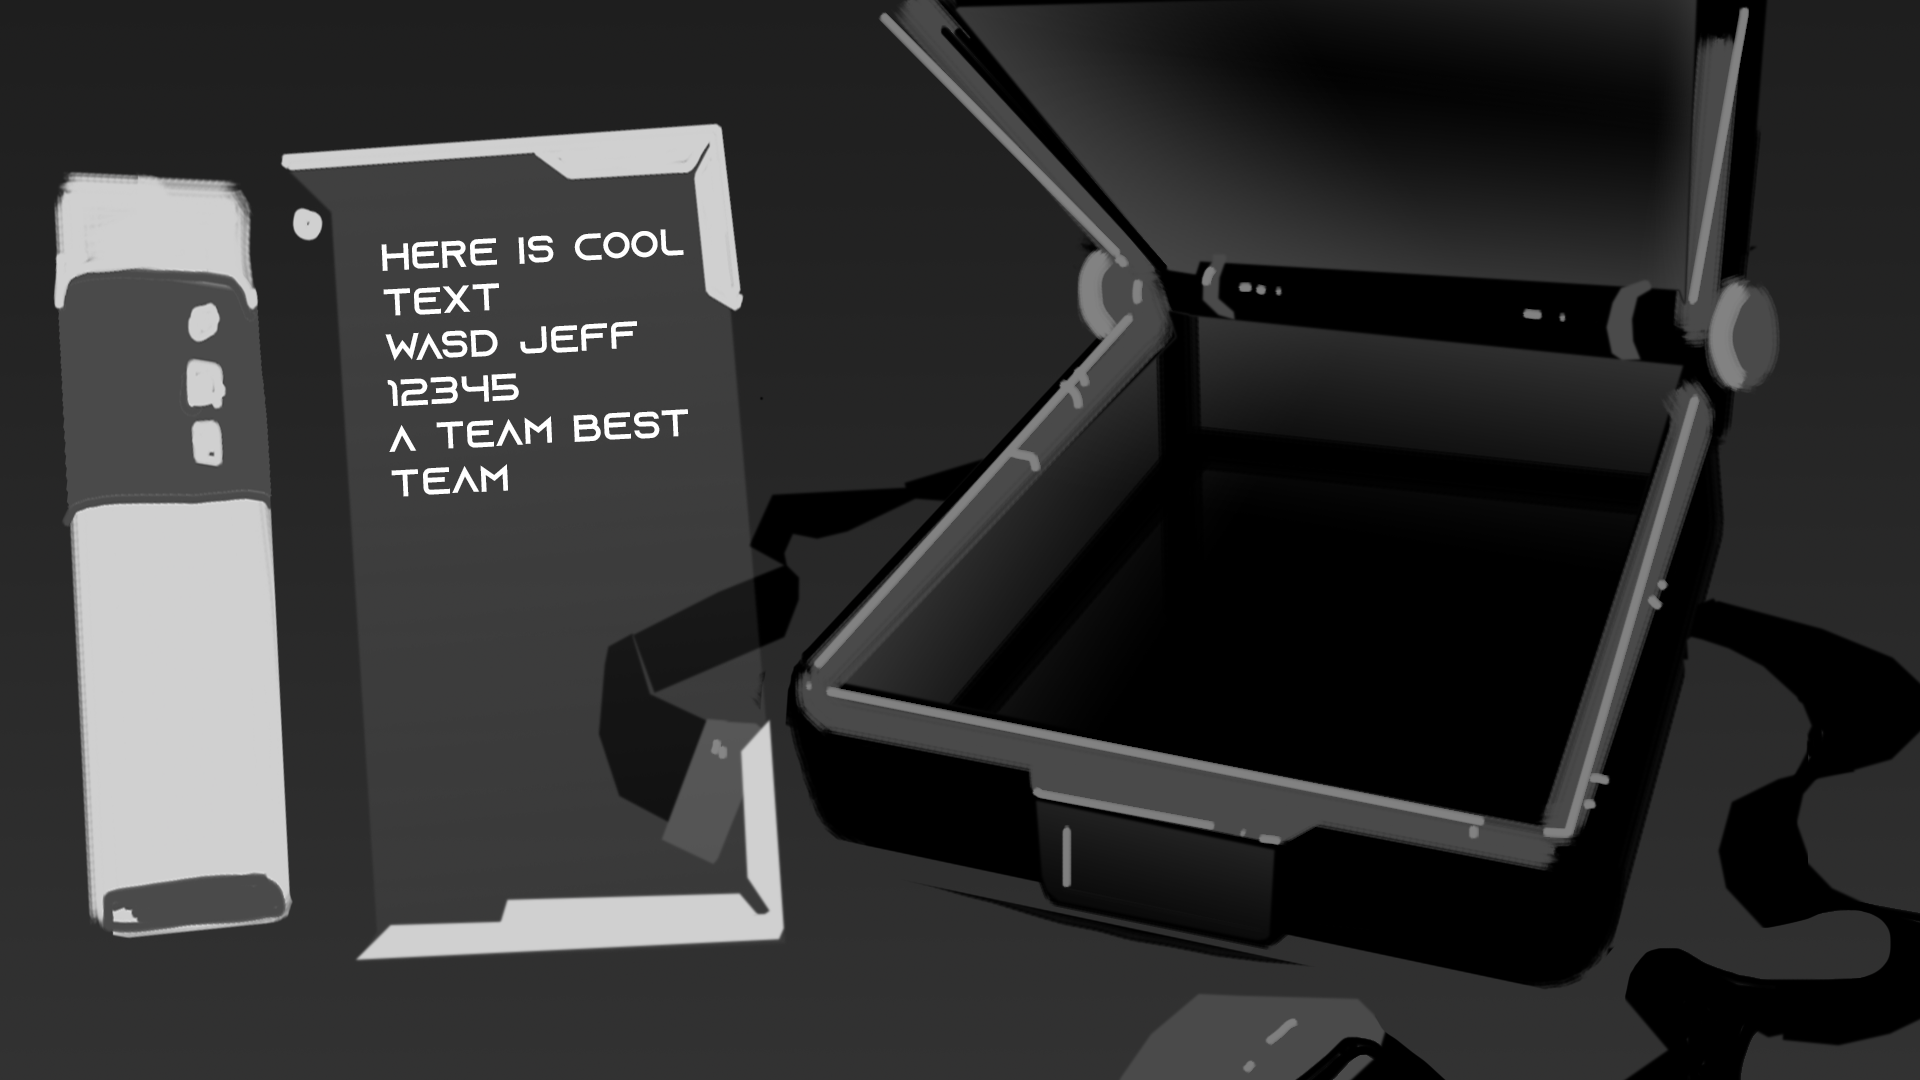 HERE IS COOL
TEXT
WASD JEFF
12345
A TEAM BEST
TEAM